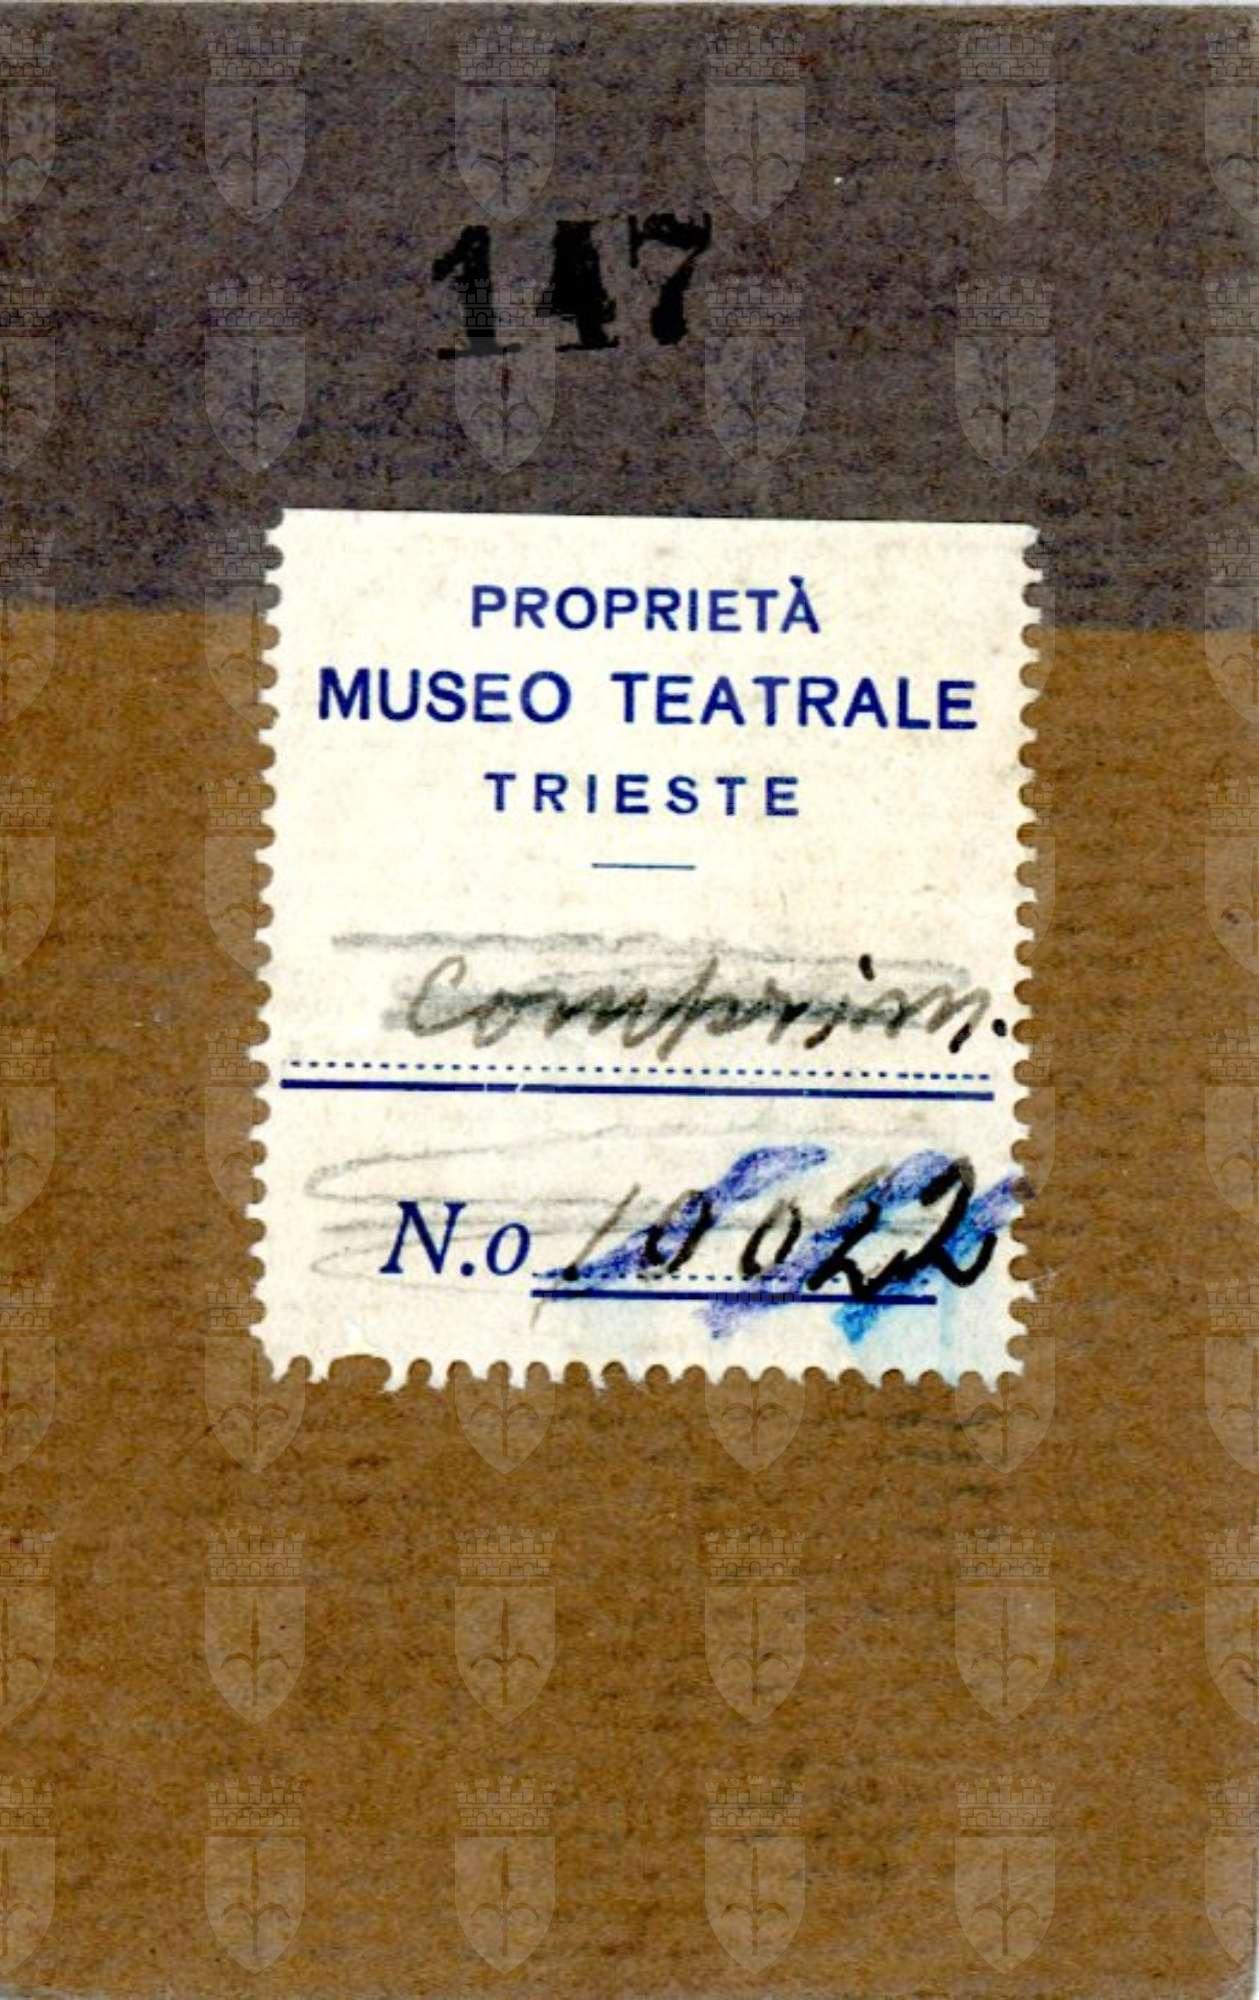 147
PROPRIETÀ
MUSEO TEATRALE
TRIESTE
N.o 10022